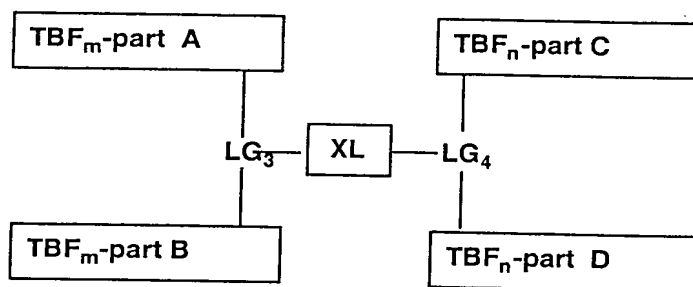 TBFm-part A
TBFn-part C
LG3 XL LG4
TBFm-part B
TBFn-part D